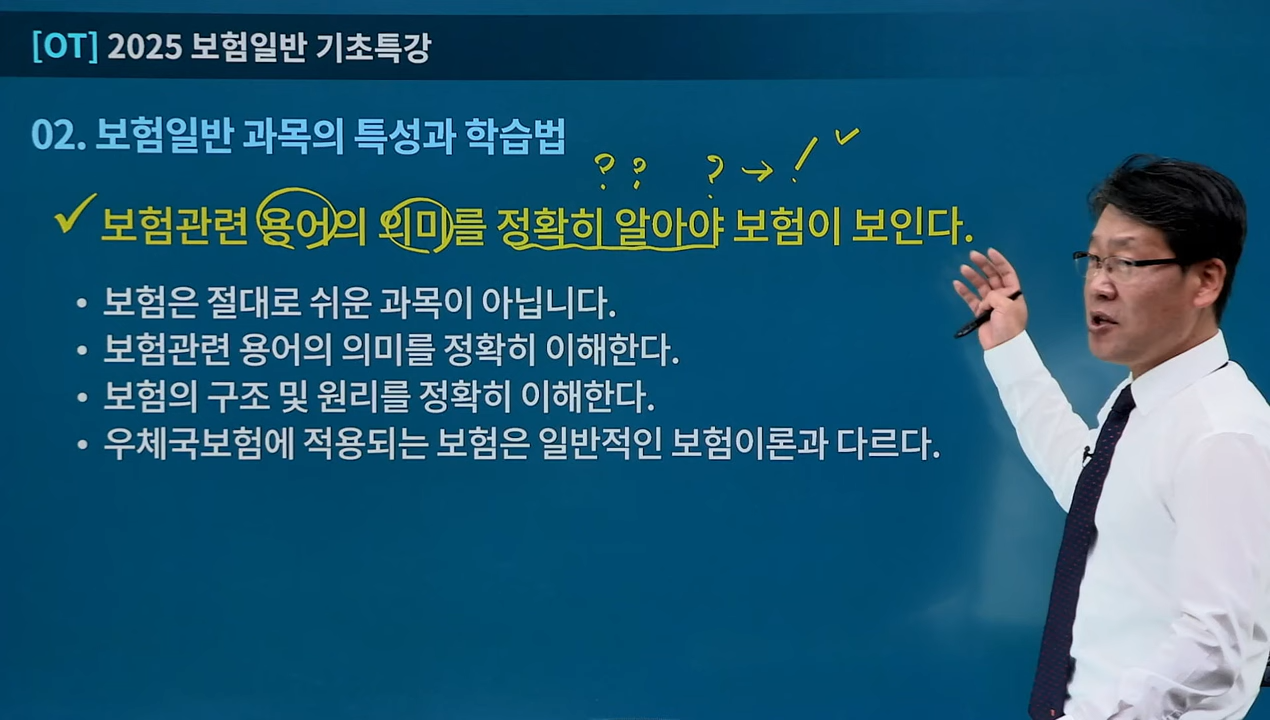 [OT] 2025 보험일반 기초특강
02. 보험일반 과목의 특성과 학습법
? ? ? → ! ✓
✓ 보험관련 용어의 의미를 정확히 알아야 보험이 보인다.
• 보험은 절대로 쉬운 과목이 아닙니다.
• 보험관련 용어의 의미를 정확히 이해한다.
• 보험의 구조 및 원리를 정확히 이해한다.
• 우체국보험에 적용되는 보험은 일반적인 보험이론과 다르다.